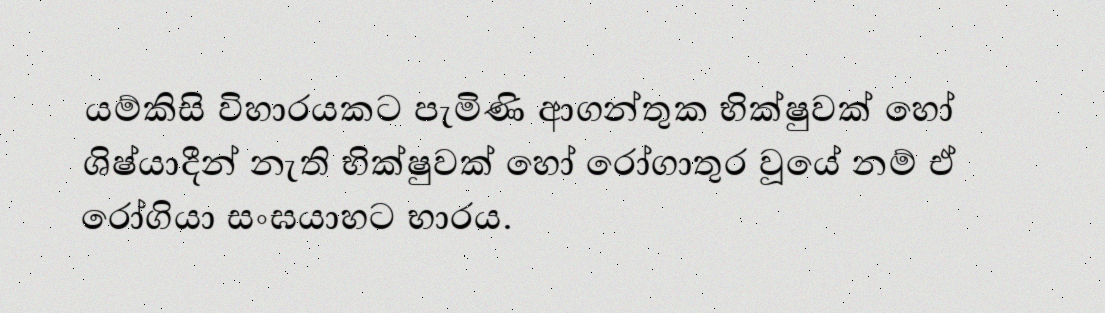 යම්කිසි විහාරයකට පැමිණි ආගන්තුක භික්ෂුවක් හෝ
ශිෂ්යාදීන් නැති භික්ෂුවක් හෝ රෝගාතුර වූයේ නම් ඒ
රෝගියා සංඝයාහට භාරය.